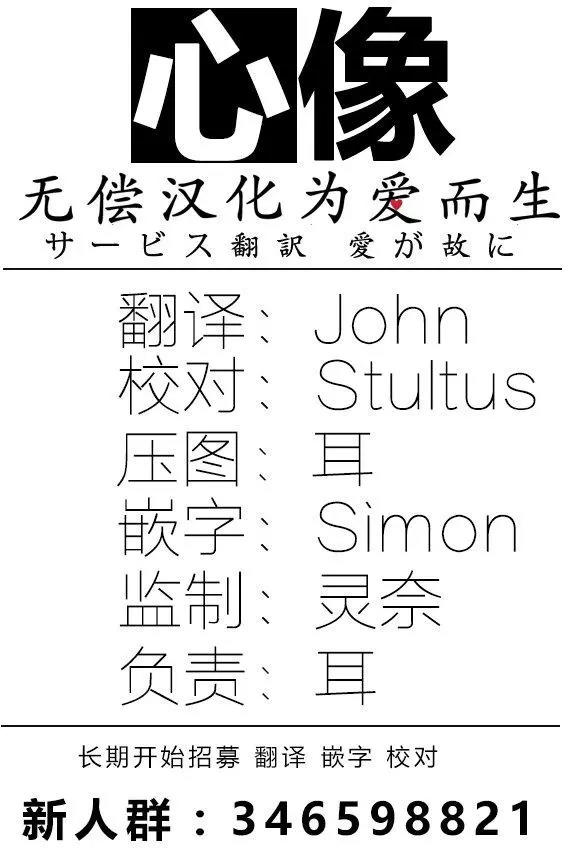 心像
无偿汉化为爱而生
サービス翻訳 愛が故に
翻译： John
校对： Stultus
压图： 耳
嵌字： Simon
监制： 灵奈
负责： 耳
长期开始招募 翻译 嵌字 校对
新人群：346598821